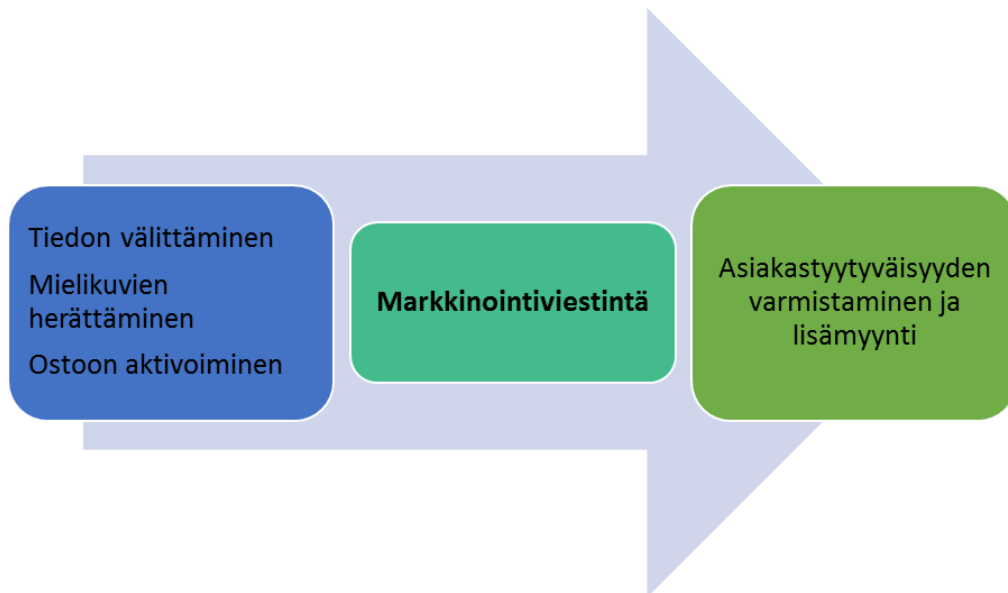 Tiedon välittäminen
Mielikuvien
herättäminen
Ostoon aktivoiminen
Markkinointiviestintä
Asiakastyytyväisyyden
varmistaminen ja
lisämyynti